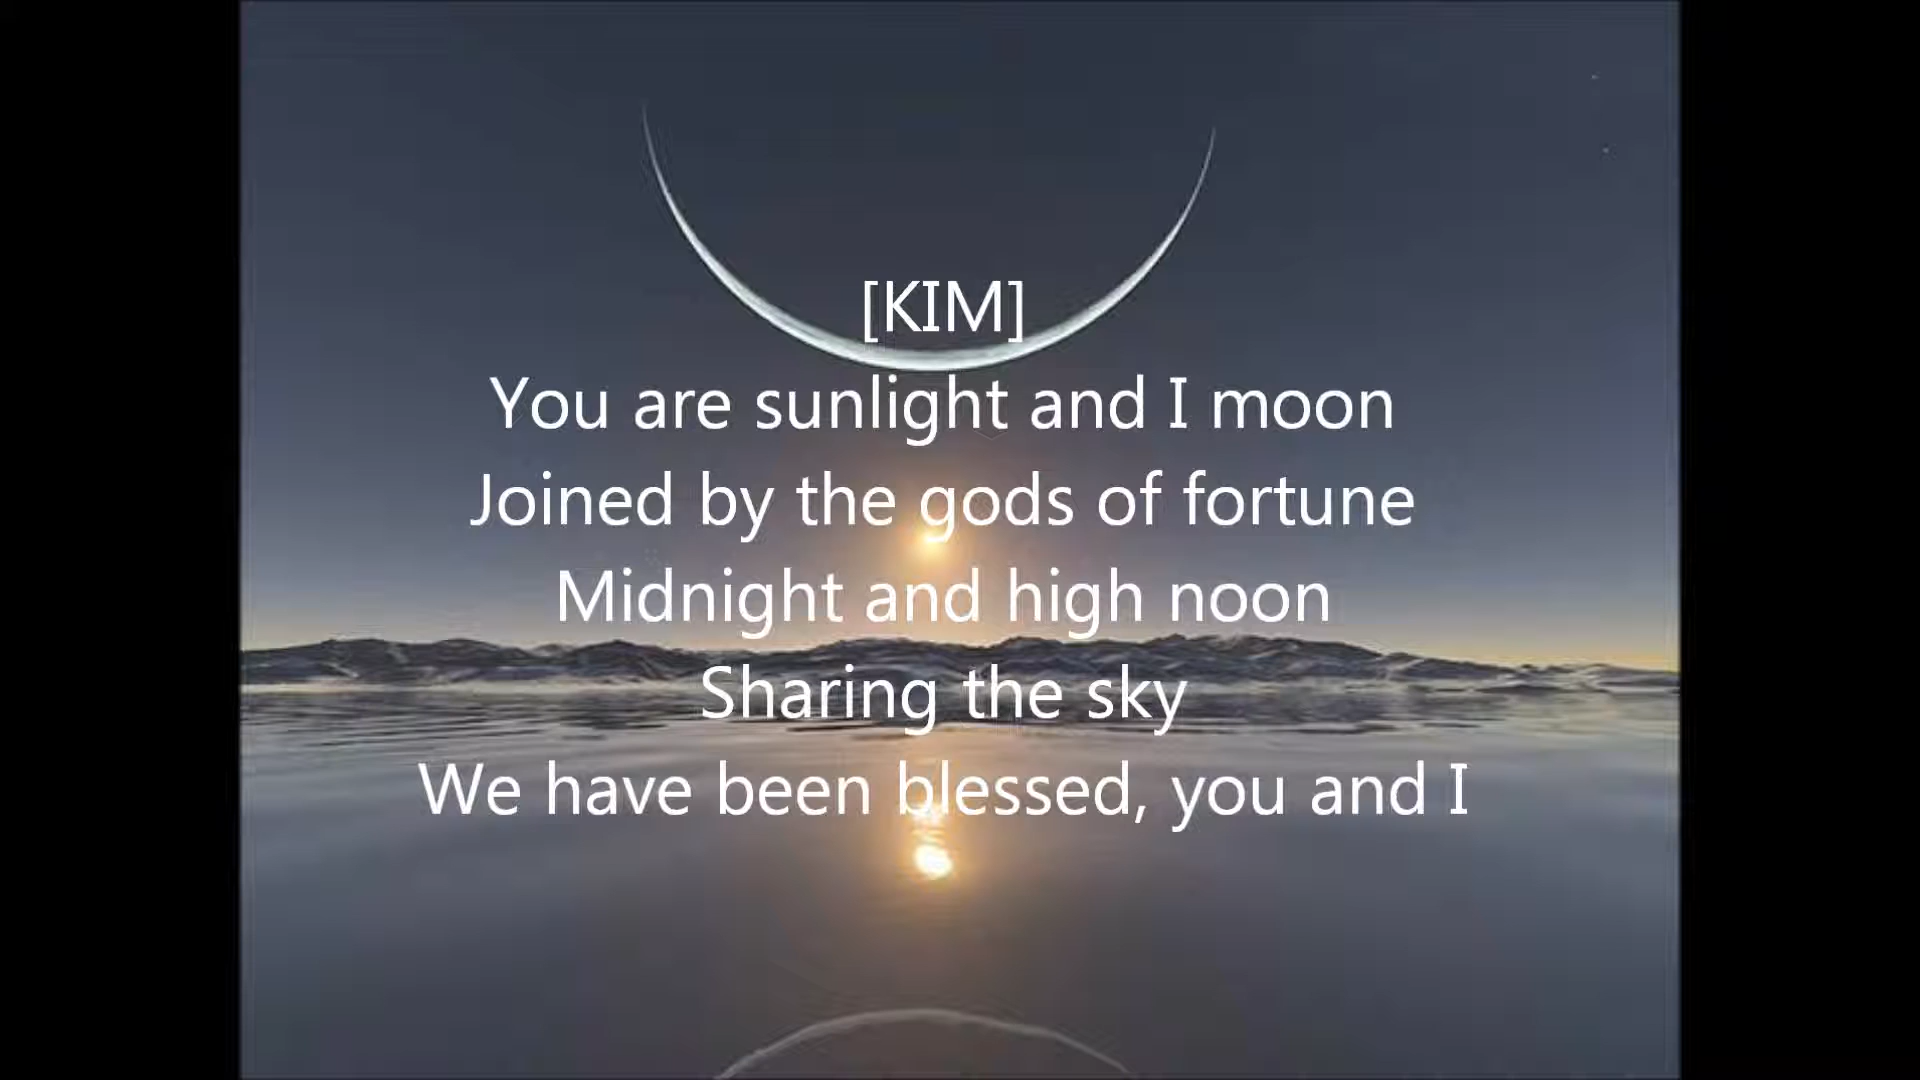 [KIM]
You are sunlight and I moon
Joined by the gods of fortune
Midnight and high noon
Sharing the sky
We have been blessed, you and I